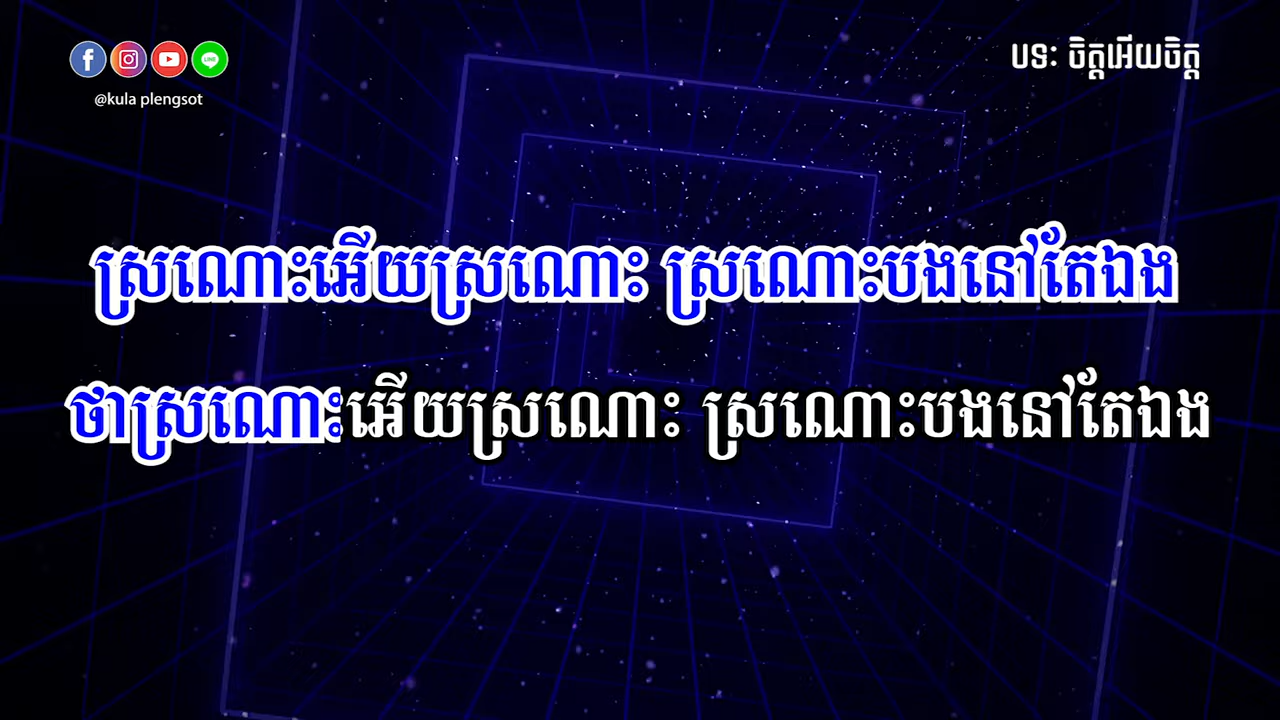 បទៈ ចិត្តអើយចិត្ត
@kula plengsot
ស្រណោះអើយស្រណោះ ស្រណោះបងនៅតែឯង
ថាស្រណោះអើយស្រណោះ ស្រណោះបងនៅតែឯង